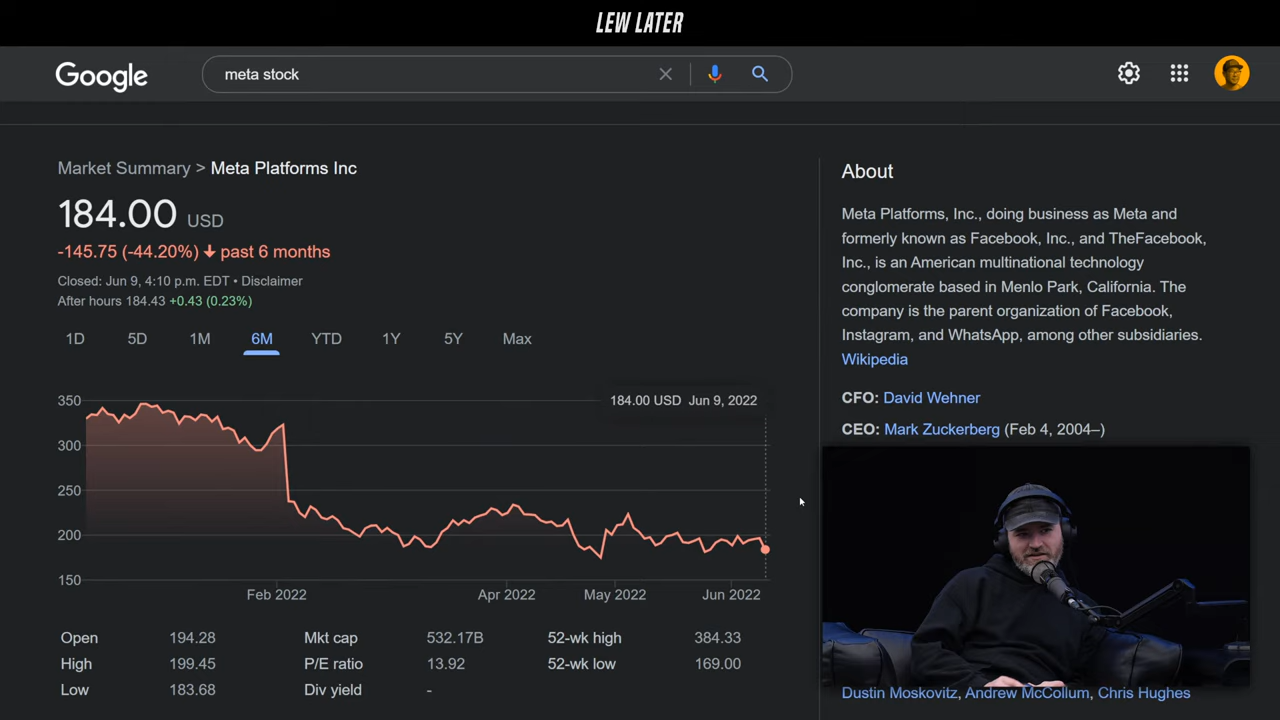 LEW LATER
Google
meta stock
Market Summary > Meta Platforms Inc
184.00 USD
-145.75 (-44.20%) ↓ past 6 months
Closed: Jun 9, 4:10 p.m. EDT • Disclaimer
After hours 184.43 +0.43 (0.23%)
1D 5D 1M 6M YTD 1Y 5Y Max
184.00 USD Jun 9, 2022
350
300
250
200
150
Feb 2022 Apr 2022 May 2022 Jun 2022
Open 194.28 Mkt cap 532.17B 52-wk high 384.33
High 199.45 P/E ratio 13.92 52-wk low 169.00
Low 183.68 Div yield -
About
Meta Platforms, Inc., doing business as Meta and
formerly known as Facebook, Inc., and TheFacebook,
Inc., is an American multinational technology
conglomerate based in Menlo Park, California. The
company is the parent organization of Facebook,
Instagram, and WhatsApp, among other subsidiaries.
Wikipedia
CFO: David Wehner
CEO: Mark Zuckerberg (Feb 4, 2004–)
Dustin Moskovitz, Andrew McCollum, Chris Hughes